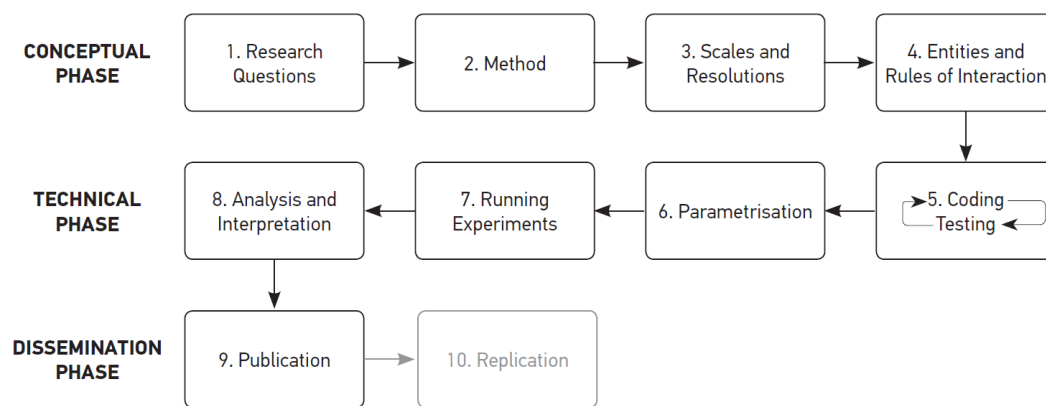 CONCEPTUAL
PHASE
1. Research
Questions
2. Method
3. Scales and
Resolutions
4. Entities and
Rules of Interaction
TECHNICAL
PHASE
8. Analysis and
Interpretation
7. Running
Experiments
6. Parametrisation
5. Coding
Testing
DISSEMINATION
PHASE
9. Publication
10. Replication